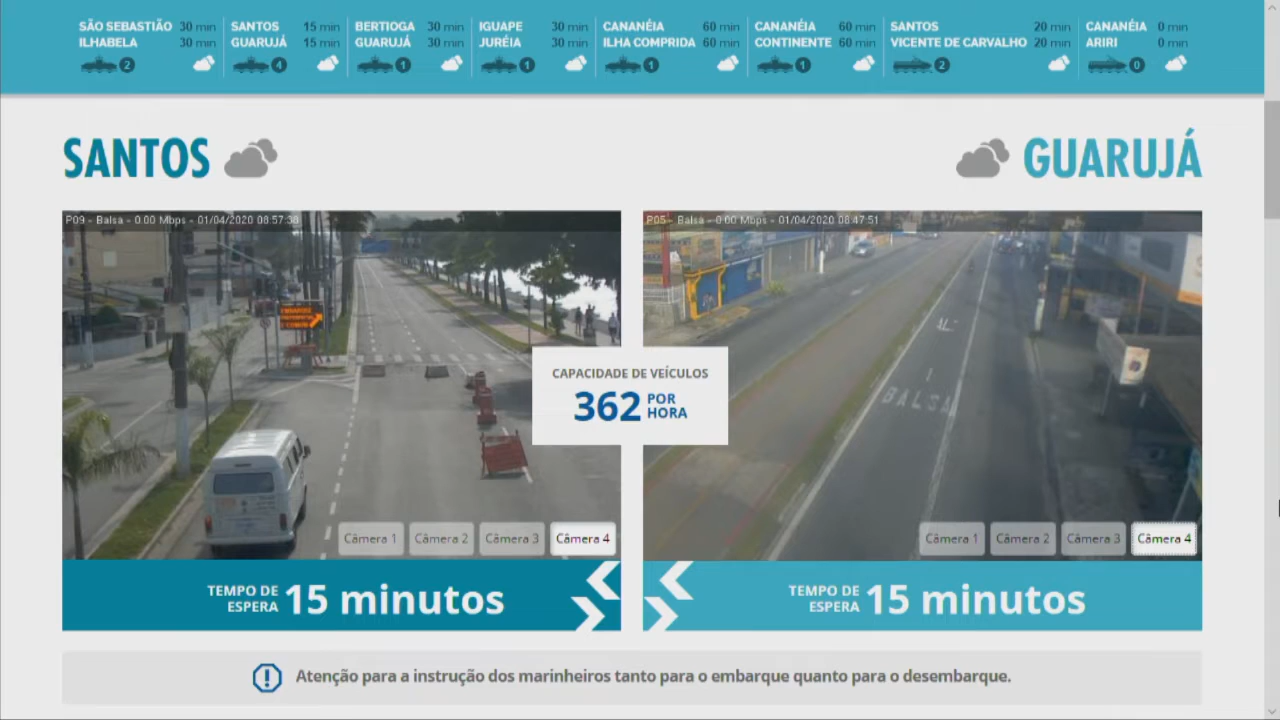 SÃO SEBASTIÃO 30 min
ILHABELA 30 min
2
SANTOS 15 min
GUARUJÁ 15 min
4
BERTIOGA 30 min
GUARUJÁ 30 min
1
IGUAPE 30 min
JURÉIA 30 min
1
CANANÉIA 60 min
ILHA COMPRIDA 60 min
1
CANANÉIA 60 min
CONTINENTE 60 min
1
SANTOS 20 min
VICENTE DE CARVALHO 20 min
2
CANANÉIA 0 min
ARIRI 0 min
0
SANTOS
GUARUJÁ
P09 - Balsa - 0.00 Mbps - 01/04/2020 08:57:30
P05 - Balsa - 0.00 Mbps - 01/04/2020 08:47:51
BALSA
CAPACIDADE DE VEÍCULOS
362 POR
HORA
Câmera 1 Câmera 2 Câmera 3 Câmera 4
Câmera 1 Câmera 2 Câmera 3 Câmera 4
TEMPO DE
ESPERA 15 minutos
TEMPO DE
ESPERA 15 minutos
Atenção para a instrução dos marinheiros tanto para o embarque quanto para o desembarque.